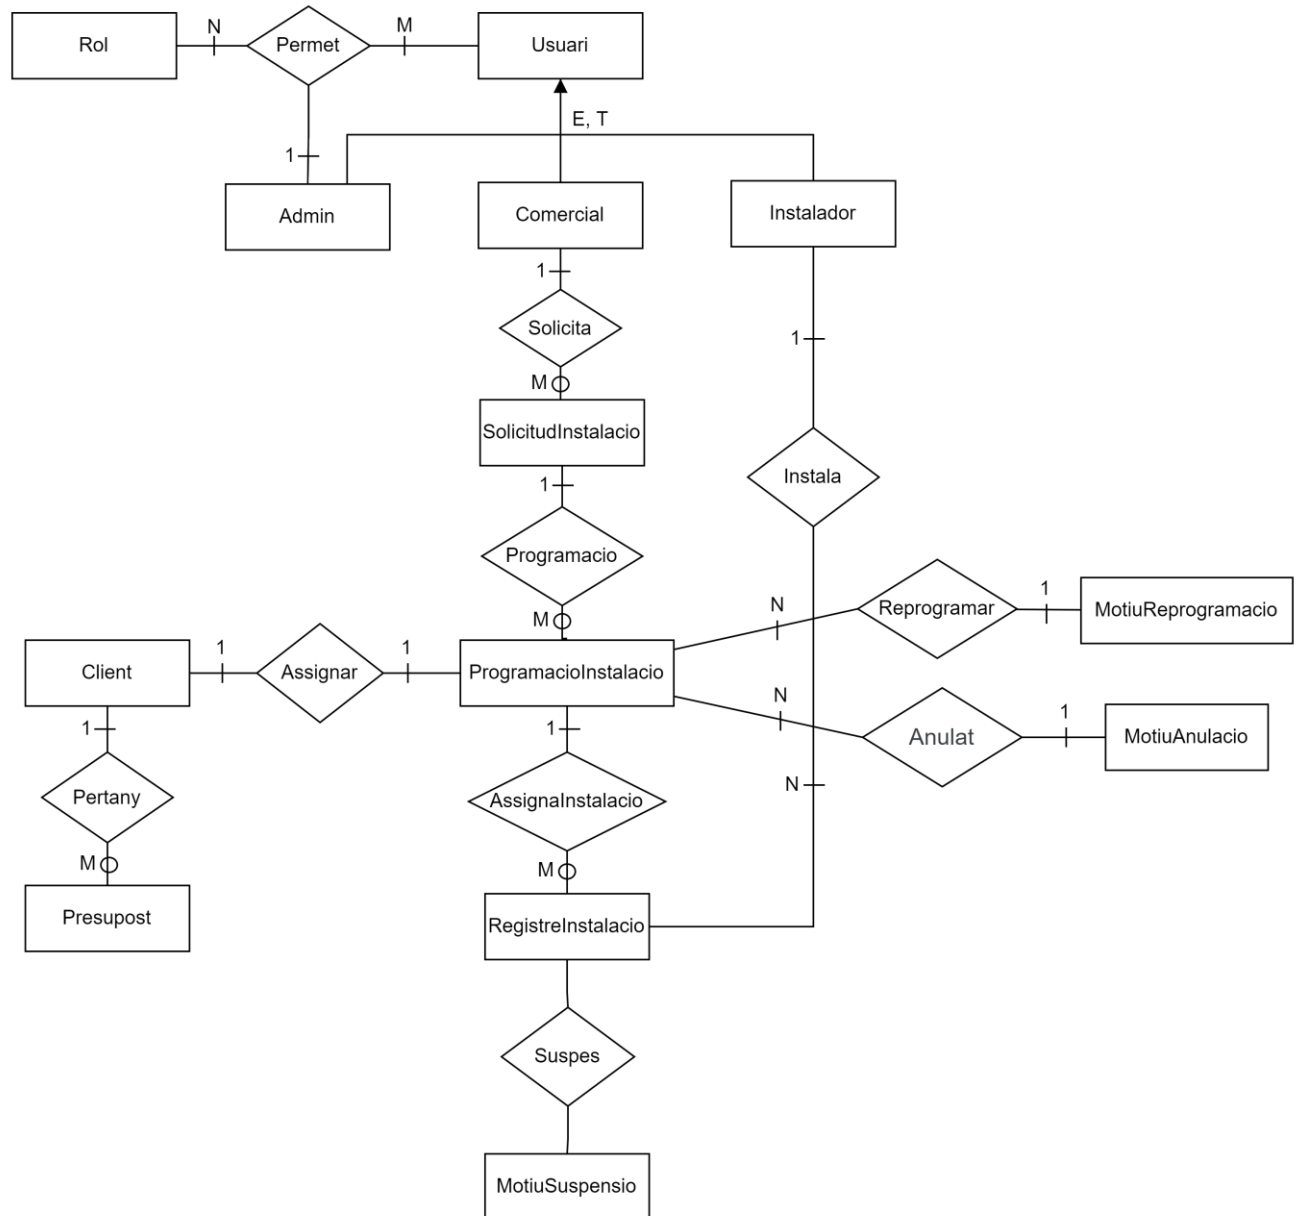 Rol
N
Permet
M
Usuari
E, T
1
Admin
Comercial
Instalador
1
Solicita
M
SolicitudInstalacio
1
Instala
1
Programacio
M
N
Reprogramar
1
MotiuReprogramacio
Client
1
Assignar
1
ProgramacioInstalacio
N
Anulat
1
MotiuAnulacio
1
Pertany
M
Presupost
1
AssignaInstalacio
N
M
RegistreInstalacio
Suspes
MotiuSuspensio